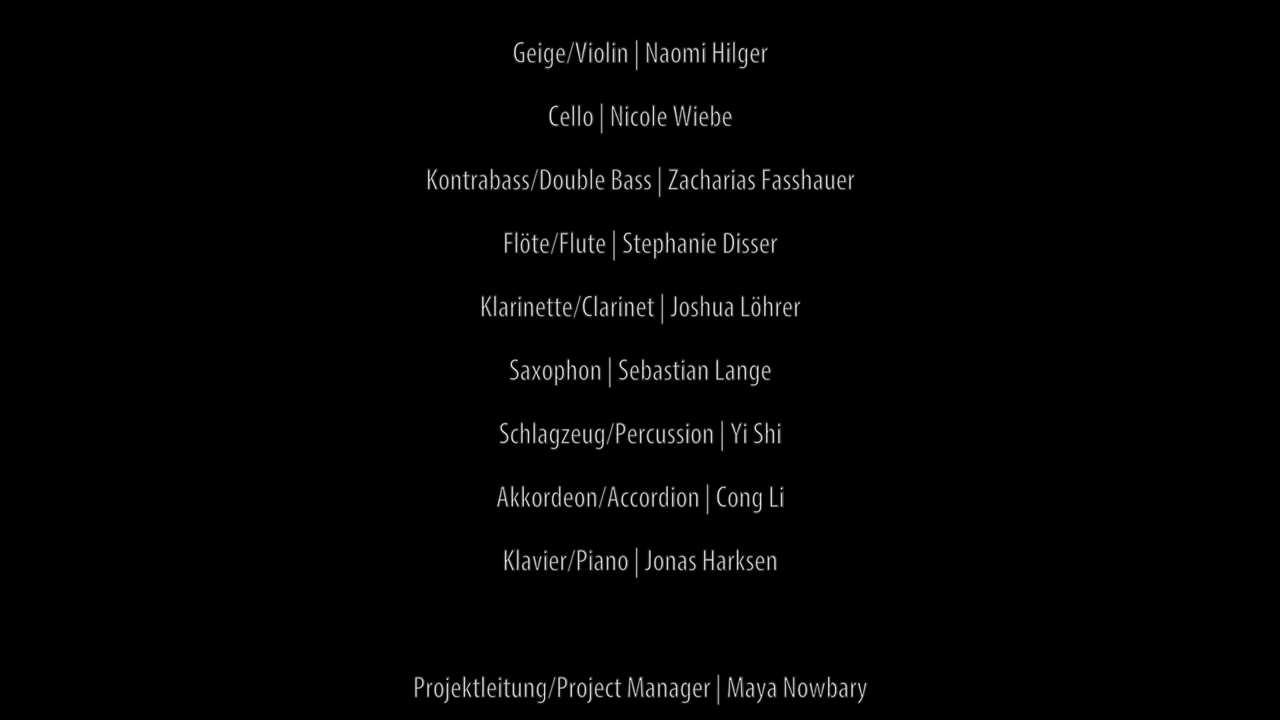 Geige/Violin | Naomi Hilger
Cello | Nicole Wiebe
Kontrabass/Double Bass | Zacharias Fasshauer
Flöte/Flute | Stephanie Disser
Klarinette/Clarinet | Joshua Löhrer
Saxophon | Sebastian Lange
Schlagzeug/Percussion | Yi Shi
Akkordeon/Accordion | Cong Li
Klavier/Piano | Jonas Harksen
Projektleitung/Project Manager | Maya Nowbary